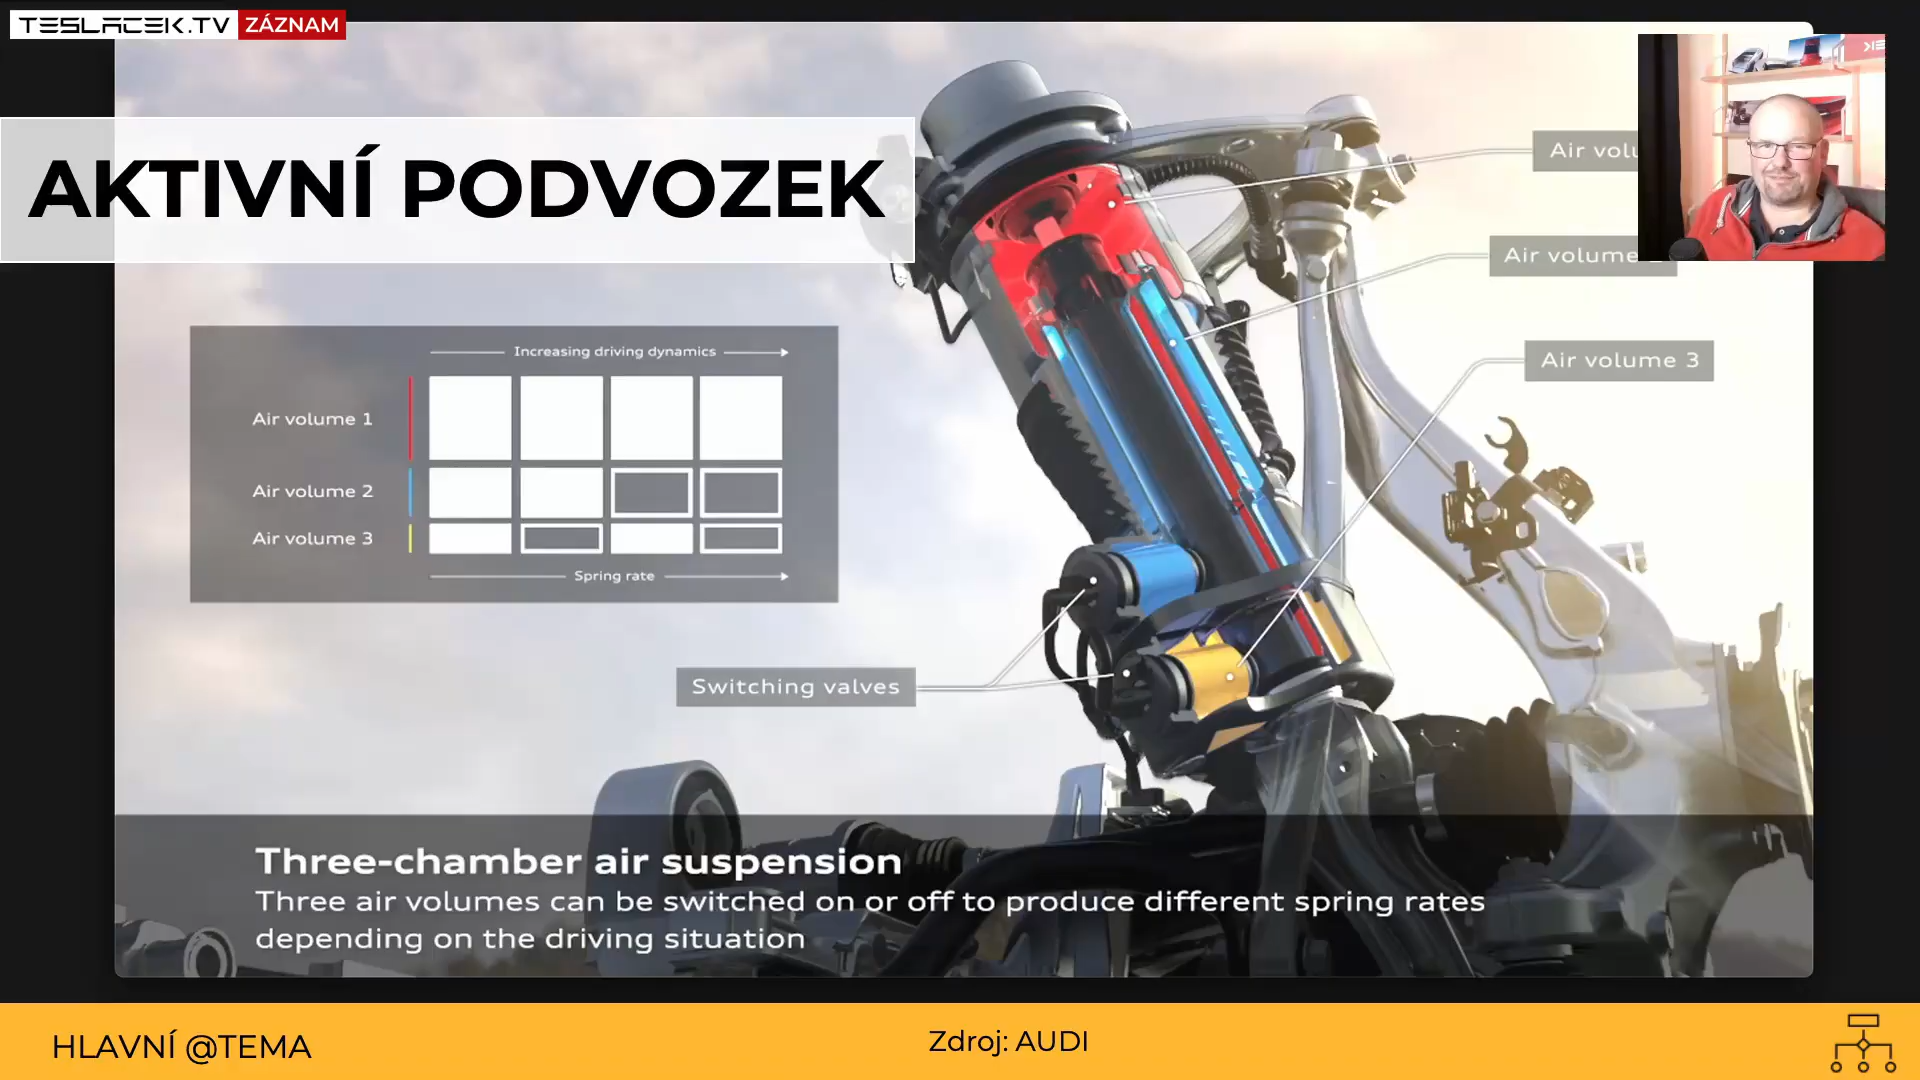 TESLACEK.TV ZÁZNAM
AKTIVNÍ PODVOZEK
Air volume
Air volume 3
Increasing driving dynamics
Air volume 1
Air volume 2
Air volume 3
Spring rate
Switching valves
Three-chamber air suspension
Three air volumes can be switched on or off to produce different spring rates
depending on the driving situation
HLAVNÍ @TEMA
Zdroj: AUDI